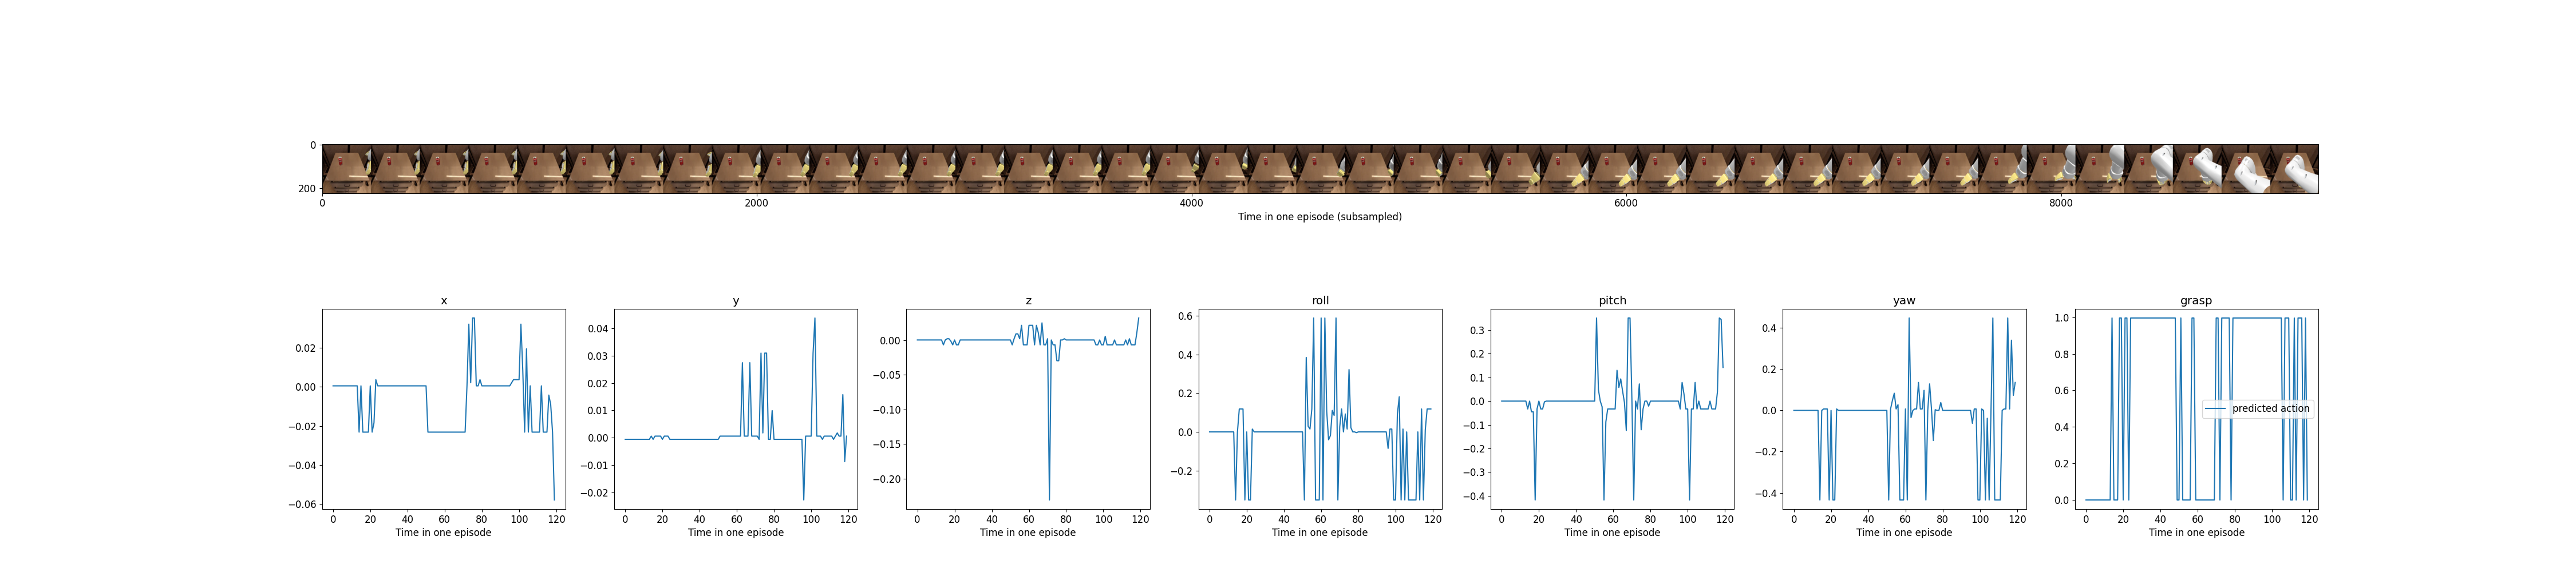 0
200
0 2000 4000 6000 8000
Time in one episode (subsampled)
x
0.02
0.00
−0.02
−0.04
−0.06
0 20 40 60 80 100 120
Time in one episode
y
0.04
0.03
0.02
0.01
0.00
−0.01
−0.02
0 20 40 60 80 100 120
Time in one episode
z
0.00
−0.05
−0.10
−0.15
−0.20
0 20 40 60 80 100 120
Time in one episode
roll
0.6
0.4
0.2
0.0
−0.2
0 20 40 60 80 100 120
Time in one episode
pitch
0.3
0.2
0.1
0.0
−0.1
−0.2
−0.3
−0.4
0 20 40 60 80 100 120
Time in one episode
yaw
0.4
0.2
0.0
−0.2
−0.4
0 20 40 60 80 100 120
Time in one episode
grasp
1.0
0.8
0.6
0.4
0.2
0.0
predicted action
0 20 40 60 80 100 120
Time in one episode